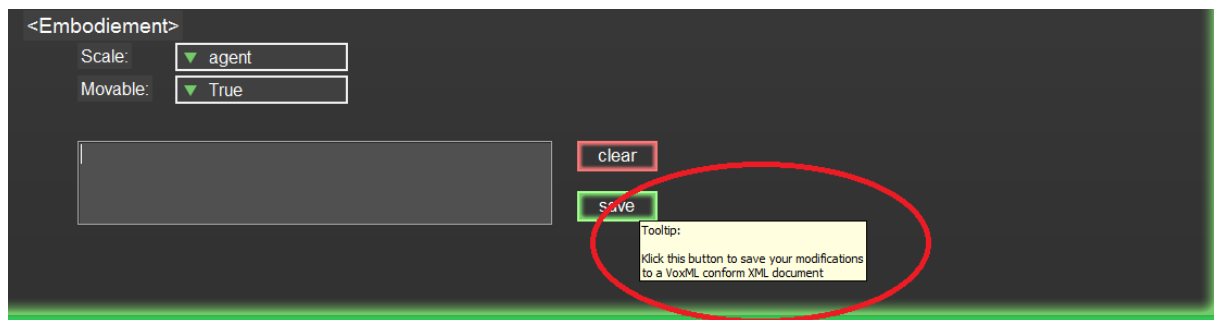 <Embodiement>
Scale: agent
Movable: True
clear
save
Tooltip:
Klick this button to save your modifications
to a VoxML conform XML document